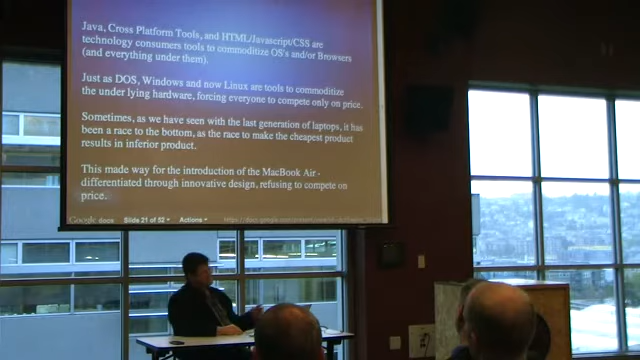 Java, Cross Platform Tools, and HTML/Javascript/CSS are
technology consumers tools to commoditize OS's and/or Browsers
(and everything under them).
Just as DOS, Windows and now Linux are tools to commoditize
the under lying hardware, forcing everyone to compete only on price.
Sometimes, as we have seen with the last generation of laptops, it has
been a race to the bottom, as the race to make the cheapest product
results in inferior product.
This made way for the introduction of the MacBook Air -
differentiated through innovative design, refusing to compete on
price.
Google docs Slide 21 of 52 Actions